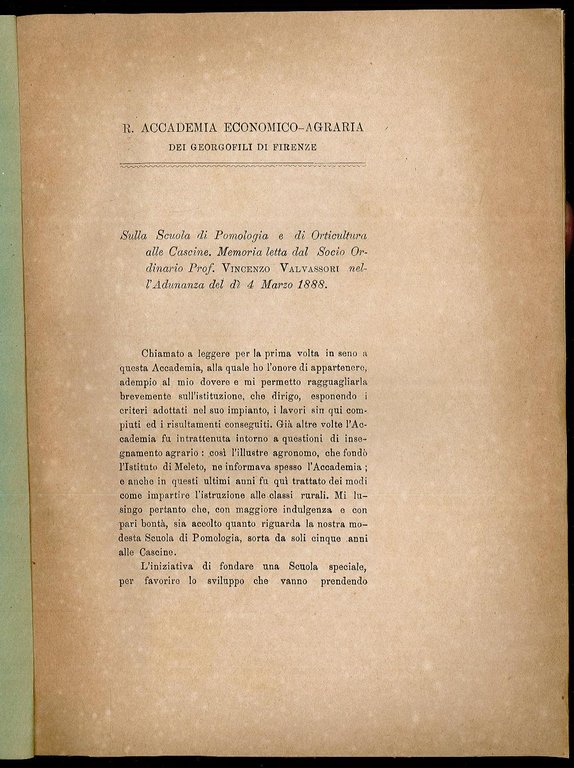 R. ACCADEMIA ECONOMICO-AGRARIA
DEI GEORGOFILI DI FIRENZE
Sulla Scuola di Pomologia e di Orticultura
alle Cascine. Memoria letta dal Socio Or-
dinario Prof. VINCENZO VALVASSORI nel-
l'Adunanza del dì 4 Marzo 1888.
Chiamato a leggere per la prima volta in seno a
questa Accademia, alla quale ho l'onore di appartenere,
adempio al mio dovere e mi permetto ragguagliarla
brevemente sull'istituzione, che dirigo, esponendo i
criteri adottati nel suo impianto, i lavori sin qui com-
piuti ed i risultamenti conseguiti. Già altre volte l'Ac-
cademia fu intrattenuta intorno a questioni di inse-
gnamento agrario : così l'illustre agronomo, che fondò
l'Istituto di Meleto, ne informava spesso l'Accademia ;
e anche in questi ultimi anni fu quì trattato dei modi
come impartire l'istruzione alle classi rurali. Mi lu-
singo pertanto che, con maggiore indulgenza e con
pari bontà, sia accolto quanto riguarda la nostra mo-
desta Scuola di Pomologia, sorta da soli cinque anni
alle Cascine.
L'iniziativa di fondare una Scuola speciale,
per favorire lo sviluppo che vanno prendendo